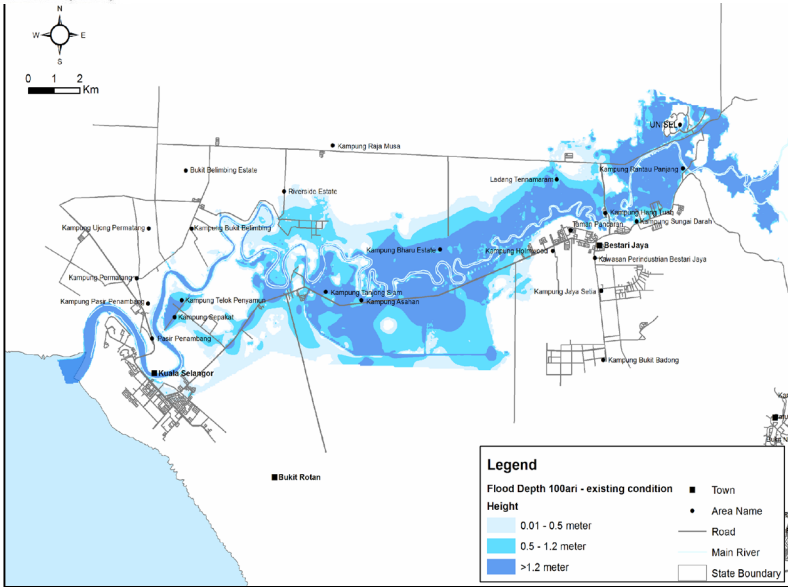 N
W E
S
0 1 2
Km
UNISEL
Kampung Raja Musa
Bukit Belimbing Estate
Kampung Rantau Panjang
Ladang Tennamaram
Riverside Estate
Kampung Hang Tuah
Kampung Sungai Darah
Kampung Ujong Permatang
Kampung Bukit Belimbing
Taman Pancaran
Bestari Jaya
Kampung Bharu Estate
Kampung Holmwood
Kawasan Perindustrian Bestari Jaya
Kampung Permatang
Kampung Tanjong Siam
Kampung Jaya Setia
Kampung Pasir Penambang
Kampung Telok Penyamun
Kampung Asahan
Kampung Sepakat
Pasir Penambang
Kampung Bukit Badong
Kuala Selangor
Bukit Rotan
Legend
Flood Depth 100ari - existing condition
Height
0.01 - 0.5 meter
0.5 - 1.2 meter
>1.2 meter
Town
Area Name
Road
Main River
State Boundary